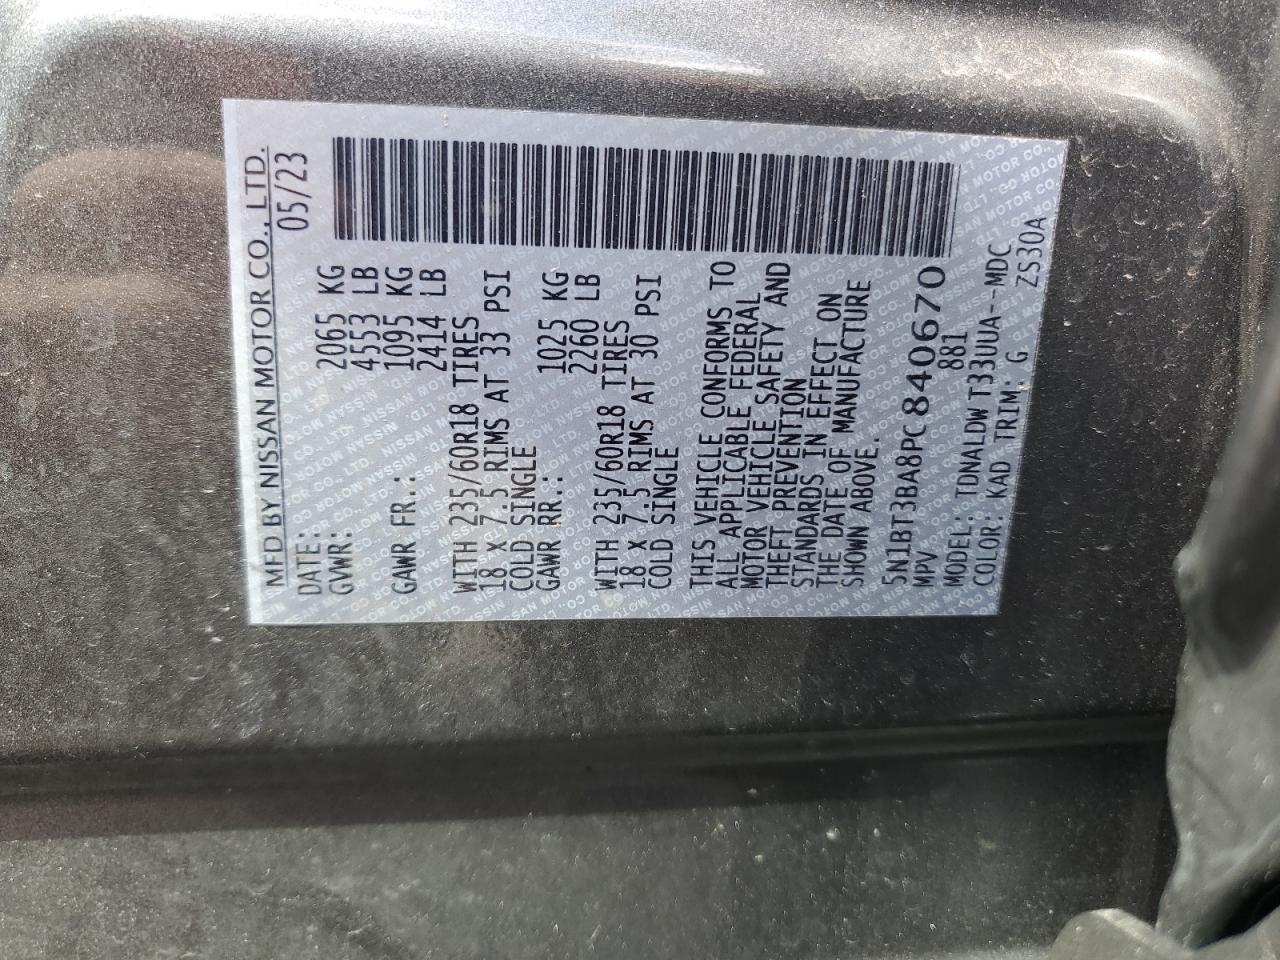 MFD BY NISSAN MOTOR CO., LTD.
DATE: 05/23
GVWR: 2065 KG
4553 LB
GAWR FR.: 1095 KG
2414 LB
WITH 235/60R18 TIRES
18 x 7.5 RIMS AT 33 PSI
COLD SINGLE
GAWR RR.: 1025 KG
2260 LB
WITH 235/60R18 TIRES
18 x 7.5 RIMS AT 30 PSI
COLD SINGLE
THIS VEHICLE CONFORMS TO
ALL APPLICABLE FEDERAL
MOTOR VEHICLE SAFETY AND
THEFT PREVENTION
STANDARDS IN EFFECT ON
THE DATE OF MANUFACTURE
SHOWN ABOVE.
5N1BT3BA8PC840670
MPV 881
MODEL: TDNALDW T33UUA--MDC
COLOR: KAD TRIM: G ZS30A